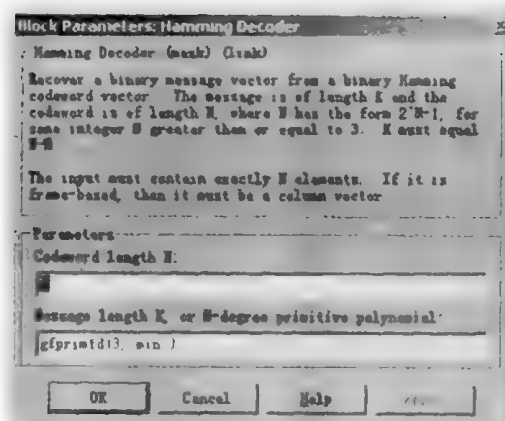 Block Parameters: Hamming Decoder
Hamming Decoder (mask) (link)
Recover a binary message vector from a binary Hamming
codeword vector The message is of length K and the
codeword is of length N, where N has the form 2^M-1, for
some integer M greater than or equal to 3. K must equal
N-M
The input must contain exactly N elements. If it is
frame-based, then it must be a column vector
Parameters
Codeword length N:
Message length K, or M-degree primitive polynomial:
OK Cancel Help